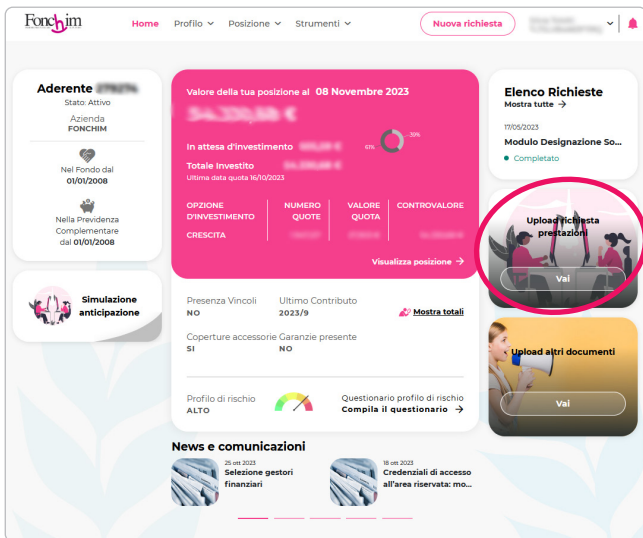 Fonchim
Home
Profilo
Posizione
Strumenti
Nuova richiesta
Aderente
Stato: Attivo
Azienda
FONCHIM
Nel Fondo dal
01/01/2008
Nella Previdenza
Complementare
dal 01/01/2008
Simulazione
anticipazione
Valore della tua posizione al 08 Novembre 2023
In attesa d'investimento
61%
39%
Totale Investito
Ultima data quota 16/10/2023
OPZIONE
D'INVESTIMENTO
NUMERO
QUOTE
VALORE
QUOTA
CONTROVALORE
CRESCITA
Visualizza posizione →
Presenza Vincoli
NO
Ultimo Contributo
2023/9
Mostra totali
Coperture accessorie
SI
Garanzie presente
NO
Profilo di rischio
ALTO
Questionario profilo di rischio
Compila il questionario →
Elenco Richieste
Mostra tutte →
17/05/2023
Modulo Designazione So...
Completato
Upload richiesta
prestazioni
Vai
Upload altri documenti
Vai
News e comunicazioni
25 ott 2023
Selezione gestori
finanziari
18 ott 2023
Credenziali di accesso
all'area riservata: mo...